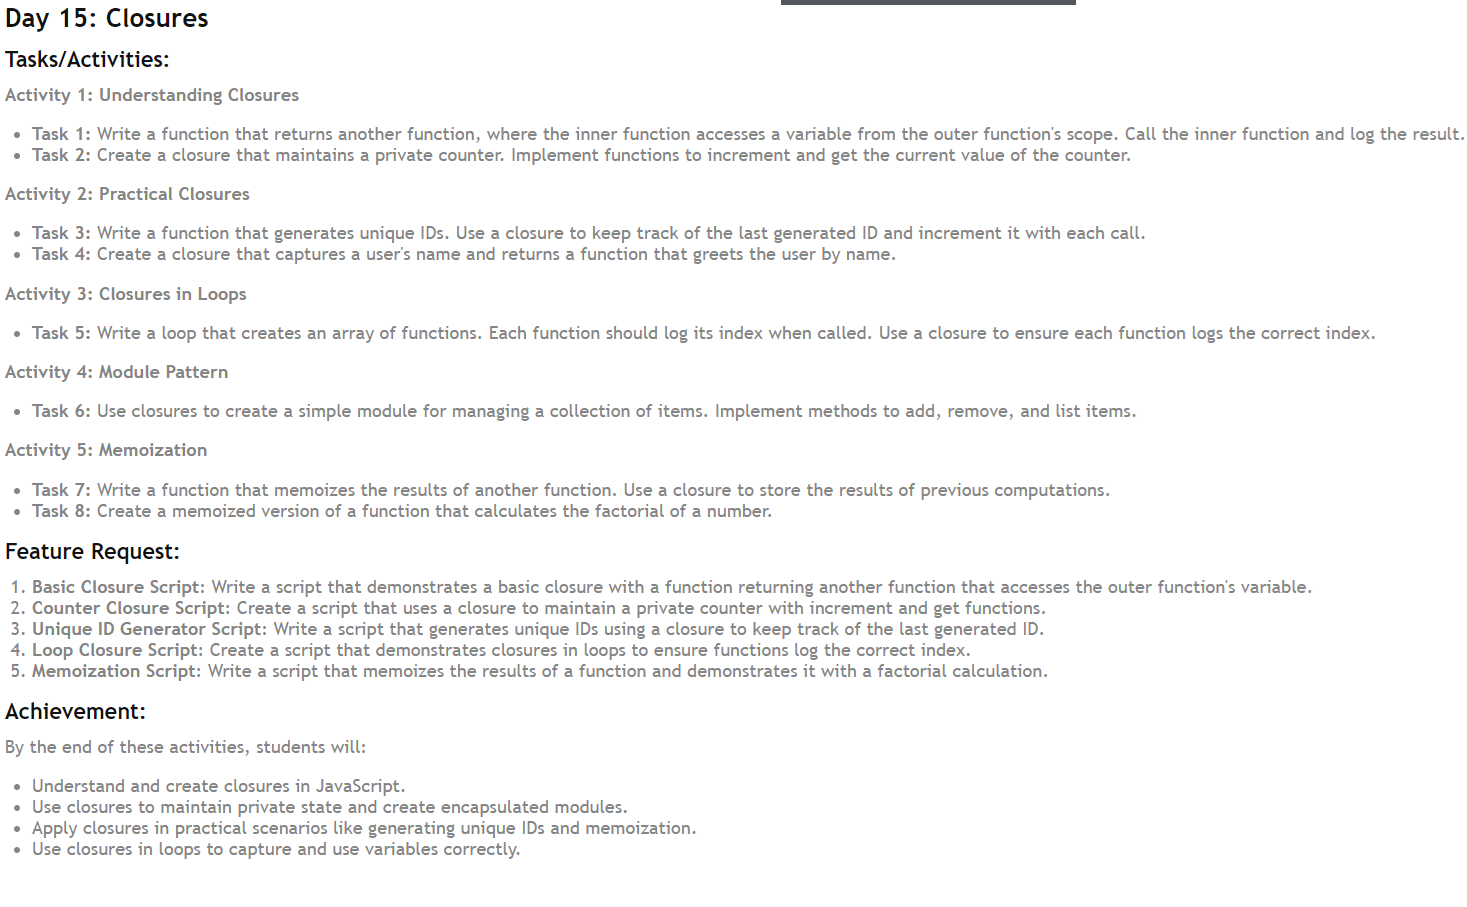 Day 15: Closures
Tasks/Activities:
Activity 1: Understanding Closures
• Task 1: Write a function that returns another function, where the inner function accesses a variable from the outer function's scope. Call the inner function and log the result.
• Task 2: Create a closure that maintains a private counter. Implement functions to increment and get the current value of the counter.
Activity 2: Practical Closures
• Task 3: Write a function that generates unique IDs. Use a closure to keep track of the last generated ID and increment it with each call.
• Task 4: Create a closure that captures a user's name and returns a function that greets the user by name.
Activity 3: Closures in Loops
• Task 5: Write a loop that creates an array of functions. Each function should log its index when called. Use a closure to ensure each function logs the correct index.
Activity 4: Module Pattern
• Task 6: Use closures to create a simple module for managing a collection of items. Implement methods to add, remove, and list items.
Activity 5: Memoization
• Task 7: Write a function that memoizes the results of another function. Use a closure to store the results of previous computations.
• Task 8: Create a memoized version of a function that calculates the factorial of a number.
Feature Request:
1. Basic Closure Script: Write a script that demonstrates a basic closure with a function returning another function that accesses the outer function's variable.
2. Counter Closure Script: Create a script that uses a closure to maintain a private counter with increment and get functions.
3. Unique ID Generator Script: Write a script that generates unique IDs using a closure to keep track of the last generated ID.
4. Loop Closure Script: Create a script that demonstrates closures in loops to ensure functions log the correct index.
5. Memoization Script: Write a script that memoizes the results of a function and demonstrates it with a factorial calculation.
Achievement:
By the end of these activities, students will:
• Understand and create closures in JavaScript.
• Use closures to maintain private state and create encapsulated modules.
• Apply closures in practical scenarios like generating unique IDs and memoization.
• Use closures in loops to capture and use variables correctly.